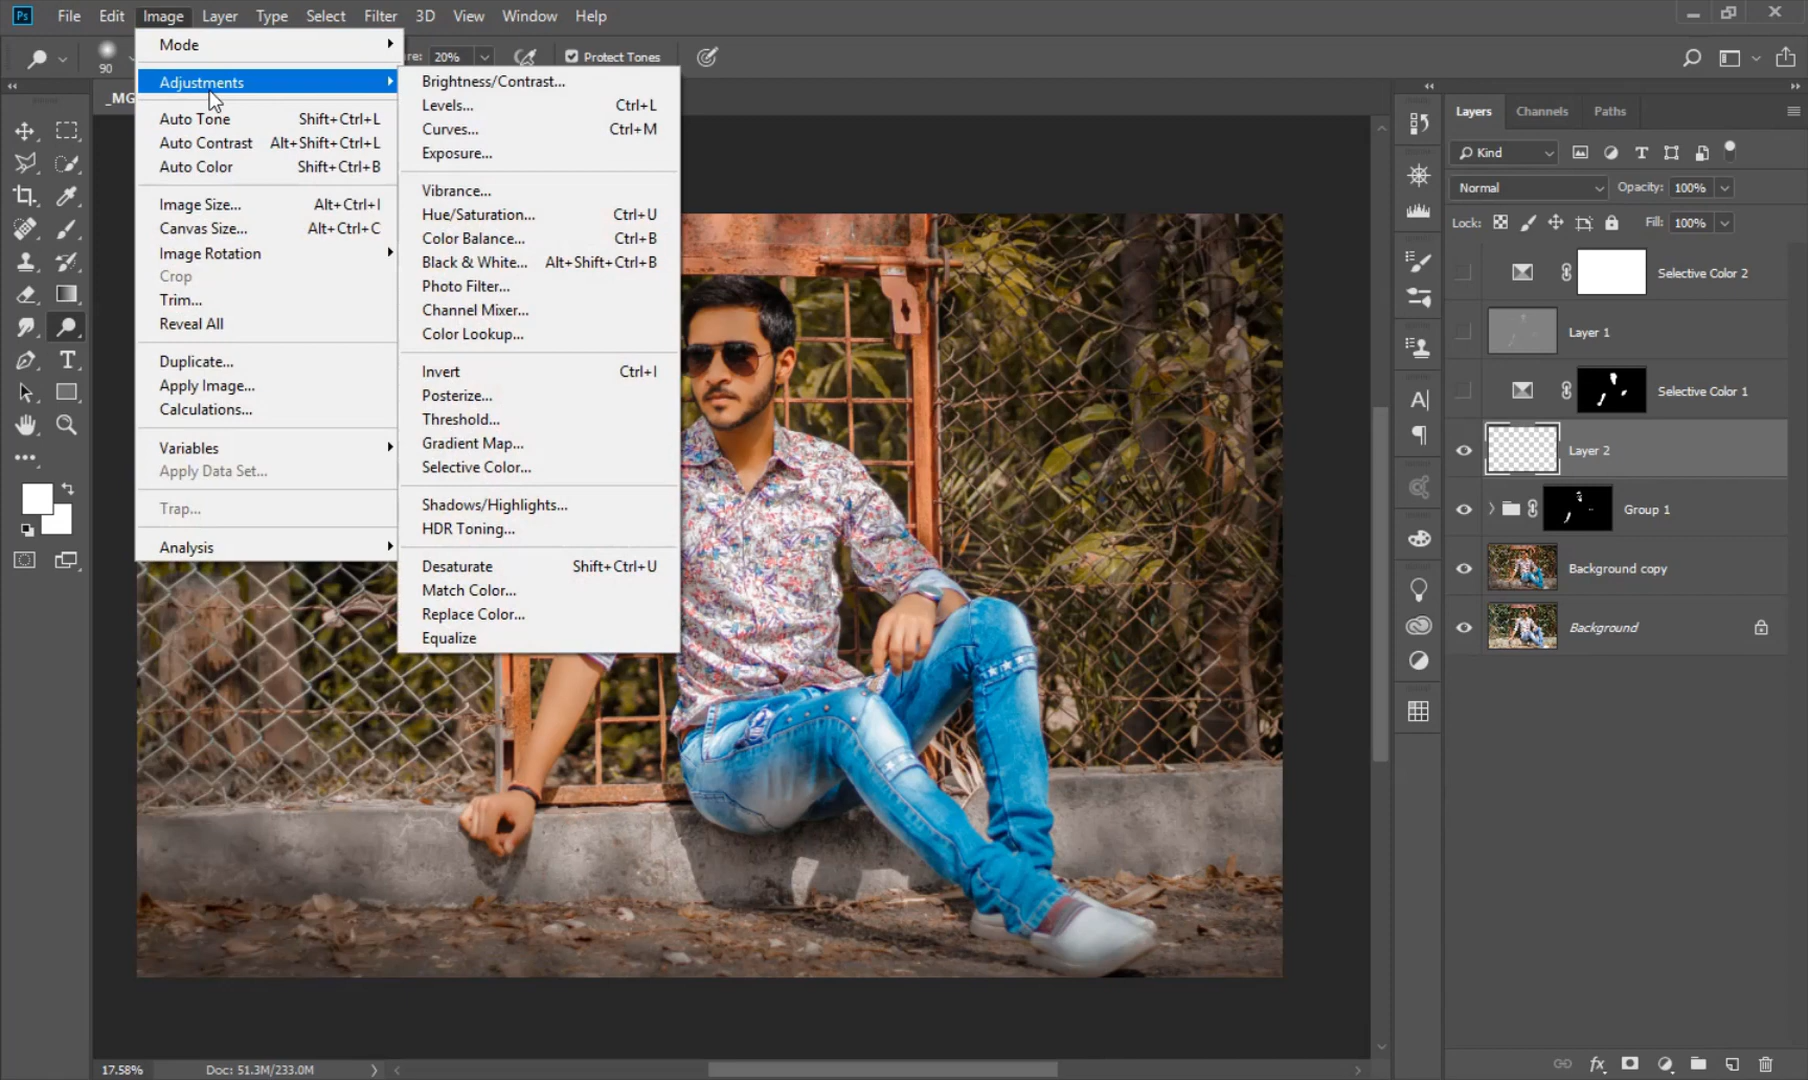 Ps File Edit Image Layer Type Select Filter 3D View Window Help
90 re: 20% Protect Tones
_MG
Mode
Adjustments
Auto Tone Shift+Ctrl+L
Auto Contrast Alt+Shift+Ctrl+L
Auto Color Shift+Ctrl+B
Image Size... Alt+Ctrl+I
Canvas Size... Alt+Ctrl+C
Image Rotation
Crop
Trim...
Reveal All
Duplicate...
Apply Image...
Calculations...
Variables
Apply Data Set...
Trap...
Analysis
Brightness/Contrast...
Levels... Ctrl+L
Curves... Ctrl+M
Exposure...
Vibrance...
Hue/Saturation... Ctrl+U
Color Balance... Ctrl+B
Black & White... Alt+Shift+Ctrl+B
Photo Filter...
Channel Mixer...
Color Lookup...
Invert Ctrl+I
Posterize...
Threshold...
Gradient Map...
Selective Color...
Shadows/Highlights...
HDR Toning...
Desaturate Shift+Ctrl+U
Match Color...
Replace Color...
Equalize
Layers Channels Paths
Kind
Normal Opacity: 100%
Lock: Fill: 100%
Selective Color 2
Layer 1
Selective Color 1
Layer 2
Group 1
Background copy
Background
17.58% Doc: 51.3M/233.0M